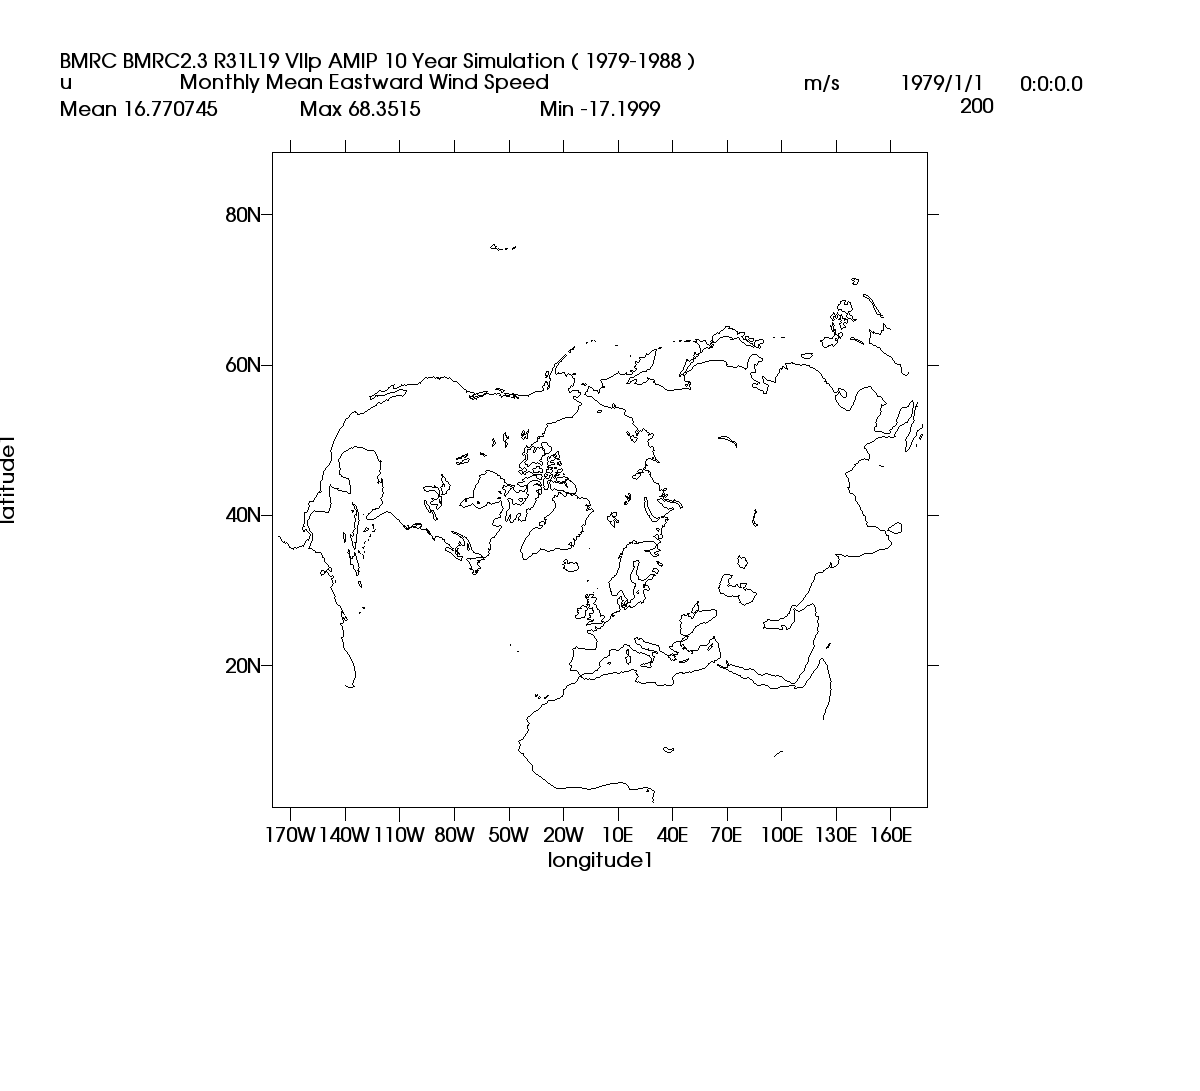 BMRC BMRC2.3 R31L19 VIIp AMIP 10 Year Simulation ( 1979-1988 )
u Monthly Mean Eastward Wind Speed m/s 1979/1/1 0:0:0.0
Mean 16.770745 Max 68.3515 Min -17.1999 200
80N
60N
latitude1
40N
20N
170W 140W 110W 80W 50W 20W 10E 40E 70E 100E 130E 160E
longitude1